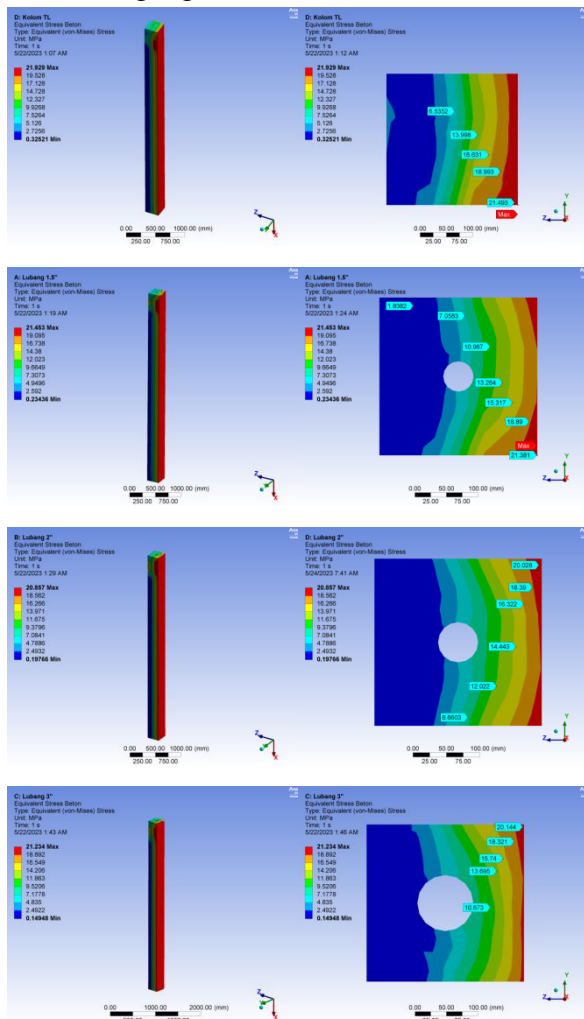 D: Kolom TL
Equivalent Stress Beton
Type: Equivalent (von-Mises) Stress
Unit: MPa
Time: 1 s
5/22/2023 1:07 AM
21.929 Max
19.528
17.128
14.728
12.327
9.9268
7.5264
5.126
2.7256
0.32521 Min
0.00 500.00 1000.00 (mm)
250.00 750.00
Z
X
D: Kolom TL
Equivalent Stress Beton
Type: Equivalent (von-Mises) Stress
Unit: MPa
Time: 1 s
5/22/2023 1:12 AM
21.929 Max
19.528
17.128
14.728
12.327
9.9268
7.5264
5.126
2.7256
0.32521 Min
6.5352
13.998
16.631
18.993
21.493
Max
0.00 50.00 100.00 (mm)
25.00 75.00
Y
Z
X
A: Lubang 1.5"
Equivalent Stress Beton
Type: Equivalent (von-Mises) Stress
Unit: MPa
Time: 1 s
5/22/2023 1:19 AM
21.453 Max
19.095
16.738
14.38
12.023
9.6649
7.3073
4.9496
2.592
0.23436 Min
0.00 500.00 1000.00 (mm)
250.00 750.00
Z
X
A: Lubang 1.5"
Equivalent Stress Beton
Type: Equivalent (von-Mises) Stress
Unit: MPa
Time: 1 s
5/22/2023 1:24 AM
21.453 Max
19.095
16.738
14.38
12.023
9.6649
7.3073
4.9496
2.592
0.23436 Min
1.8362
7.0583
10.967
13.264
15.317
18.89
Max
21.381
0.00 50.00 100.00 (mm)
25.00 75.00
Y
Z
X
B: Lubang 2"
Equivalent Stress Beton
Type: Equivalent (von-Mises) Stress
Unit: MPa
Time: 1 s
5/22/2023 1:29 AM
20.857 Max
18.562
16.266
13.971
11.675
9.3796
7.0841
4.7886
2.4932
0.19766 Min
0.00 500.00 1000.00 (mm)
250.00 750.00
Z
X
D: Lubang 2"
Equivalent Stress Beton
Type: Equivalent (von-Mises) Stress
Unit: MPa
Time: 1 s
5/24/2023 7:41 AM
20.857 Max
18.562
16.266
13.971
11.675
9.3796
7.0841
4.7886
2.4932
0.19766 Min
20.028
18.39
16.322
14.443
12.022
8.6603
0.00 50.00 100.00 (mm)
25.00 75.00
Y
Z
X
C: Lubang 3"
Equivalent Stress Beton
Type: Equivalent (von-Mises) Stress
Unit: MPa
Time: 1 s
5/22/2023 1:43 AM
21.234 Max
18.892
16.549
14.206
11.863
9.5206
7.1778
4.835
2.4922
0.14948 Min
0.00 1000.00 2000.00 (mm)
Z
X
C: Lubang 3"
Equivalent Stress Beton
Type: Equivalent (von-Mises) Stress
Unit: MPa
Time: 1 s
5/22/2023 1:46 AM
21.234 Max
18.892
16.549
14.206
11.863
9.5206
7.1778
4.835
2.4922
0.14948 Min
20.144
18.321
15.74
13.695
10.673
0.00 50.00 100.00 (mm)
Y
Z
X